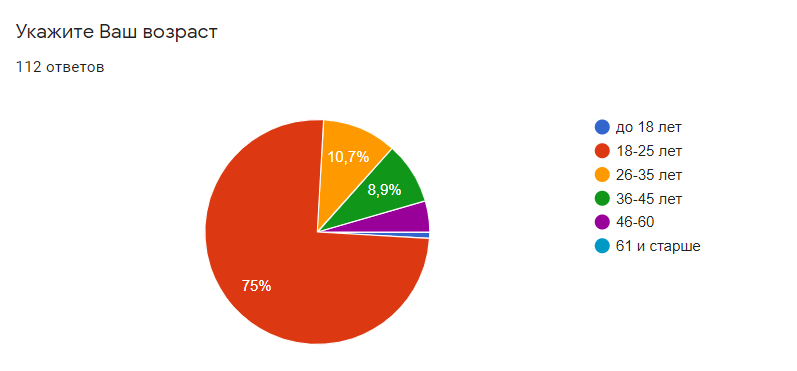 Укажите Ваш возраст
112 ответов
10,7%
8,9%
75%
до 18 лет
18-25 лет
26-35 лет
36-45 лет
46-60
61 и старше